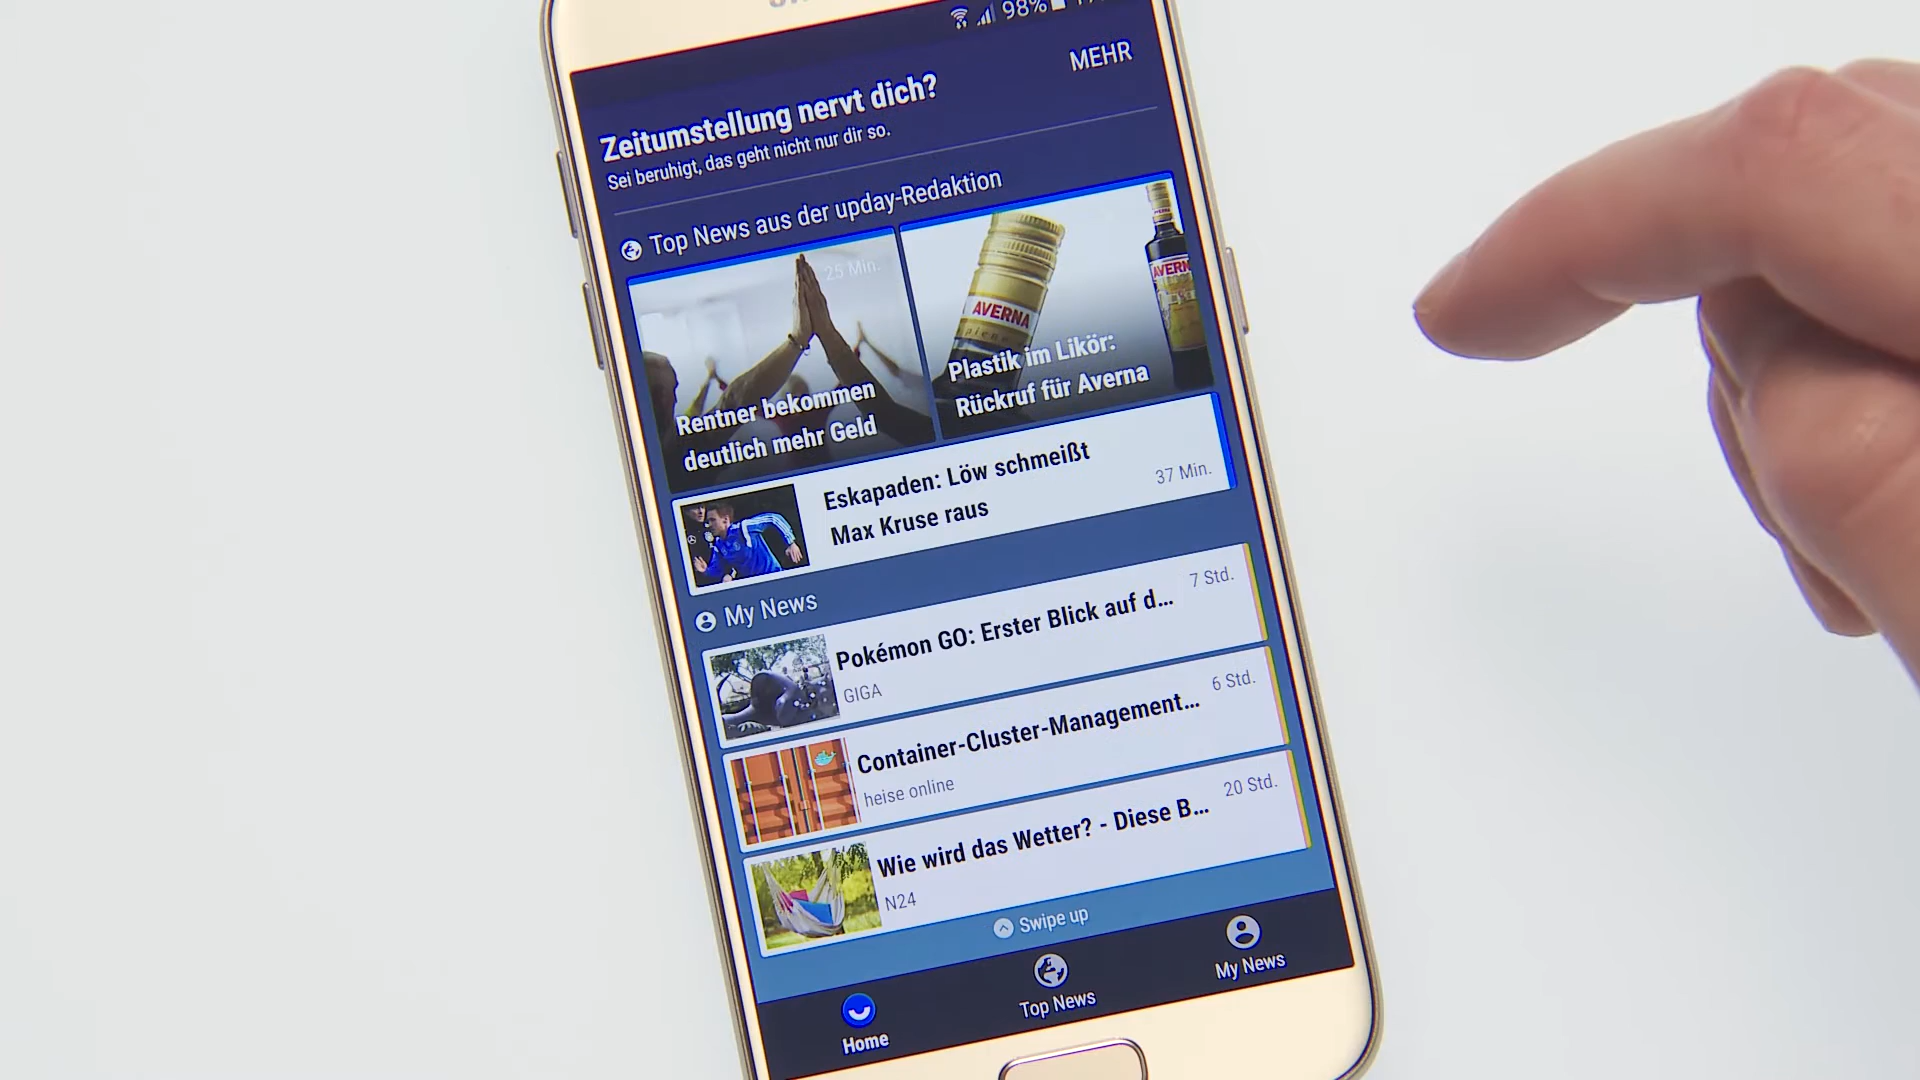 98%
MEHR
Zeitumstellung nervt dich?
Sei beruhigt, das geht nicht nur dir so.
Top News aus der upday-Redaktion
25 Min.
Rentner bekommen
deutlich mehr Geld
AVERNA
AVERN
Plastik im Likör:
Rückruf für Averna
Eskapaden: Löw schmeißt
Max Kruse raus
37 Min.
My News
Pokémon GO: Erster Blick auf d...
7 Std.
GIGA
Container-Cluster-Management...
6 Std.
heise online
Wie wird das Wetter? - Diese B...
20 Std.
N24
Swipe up
Home
Top News
My News